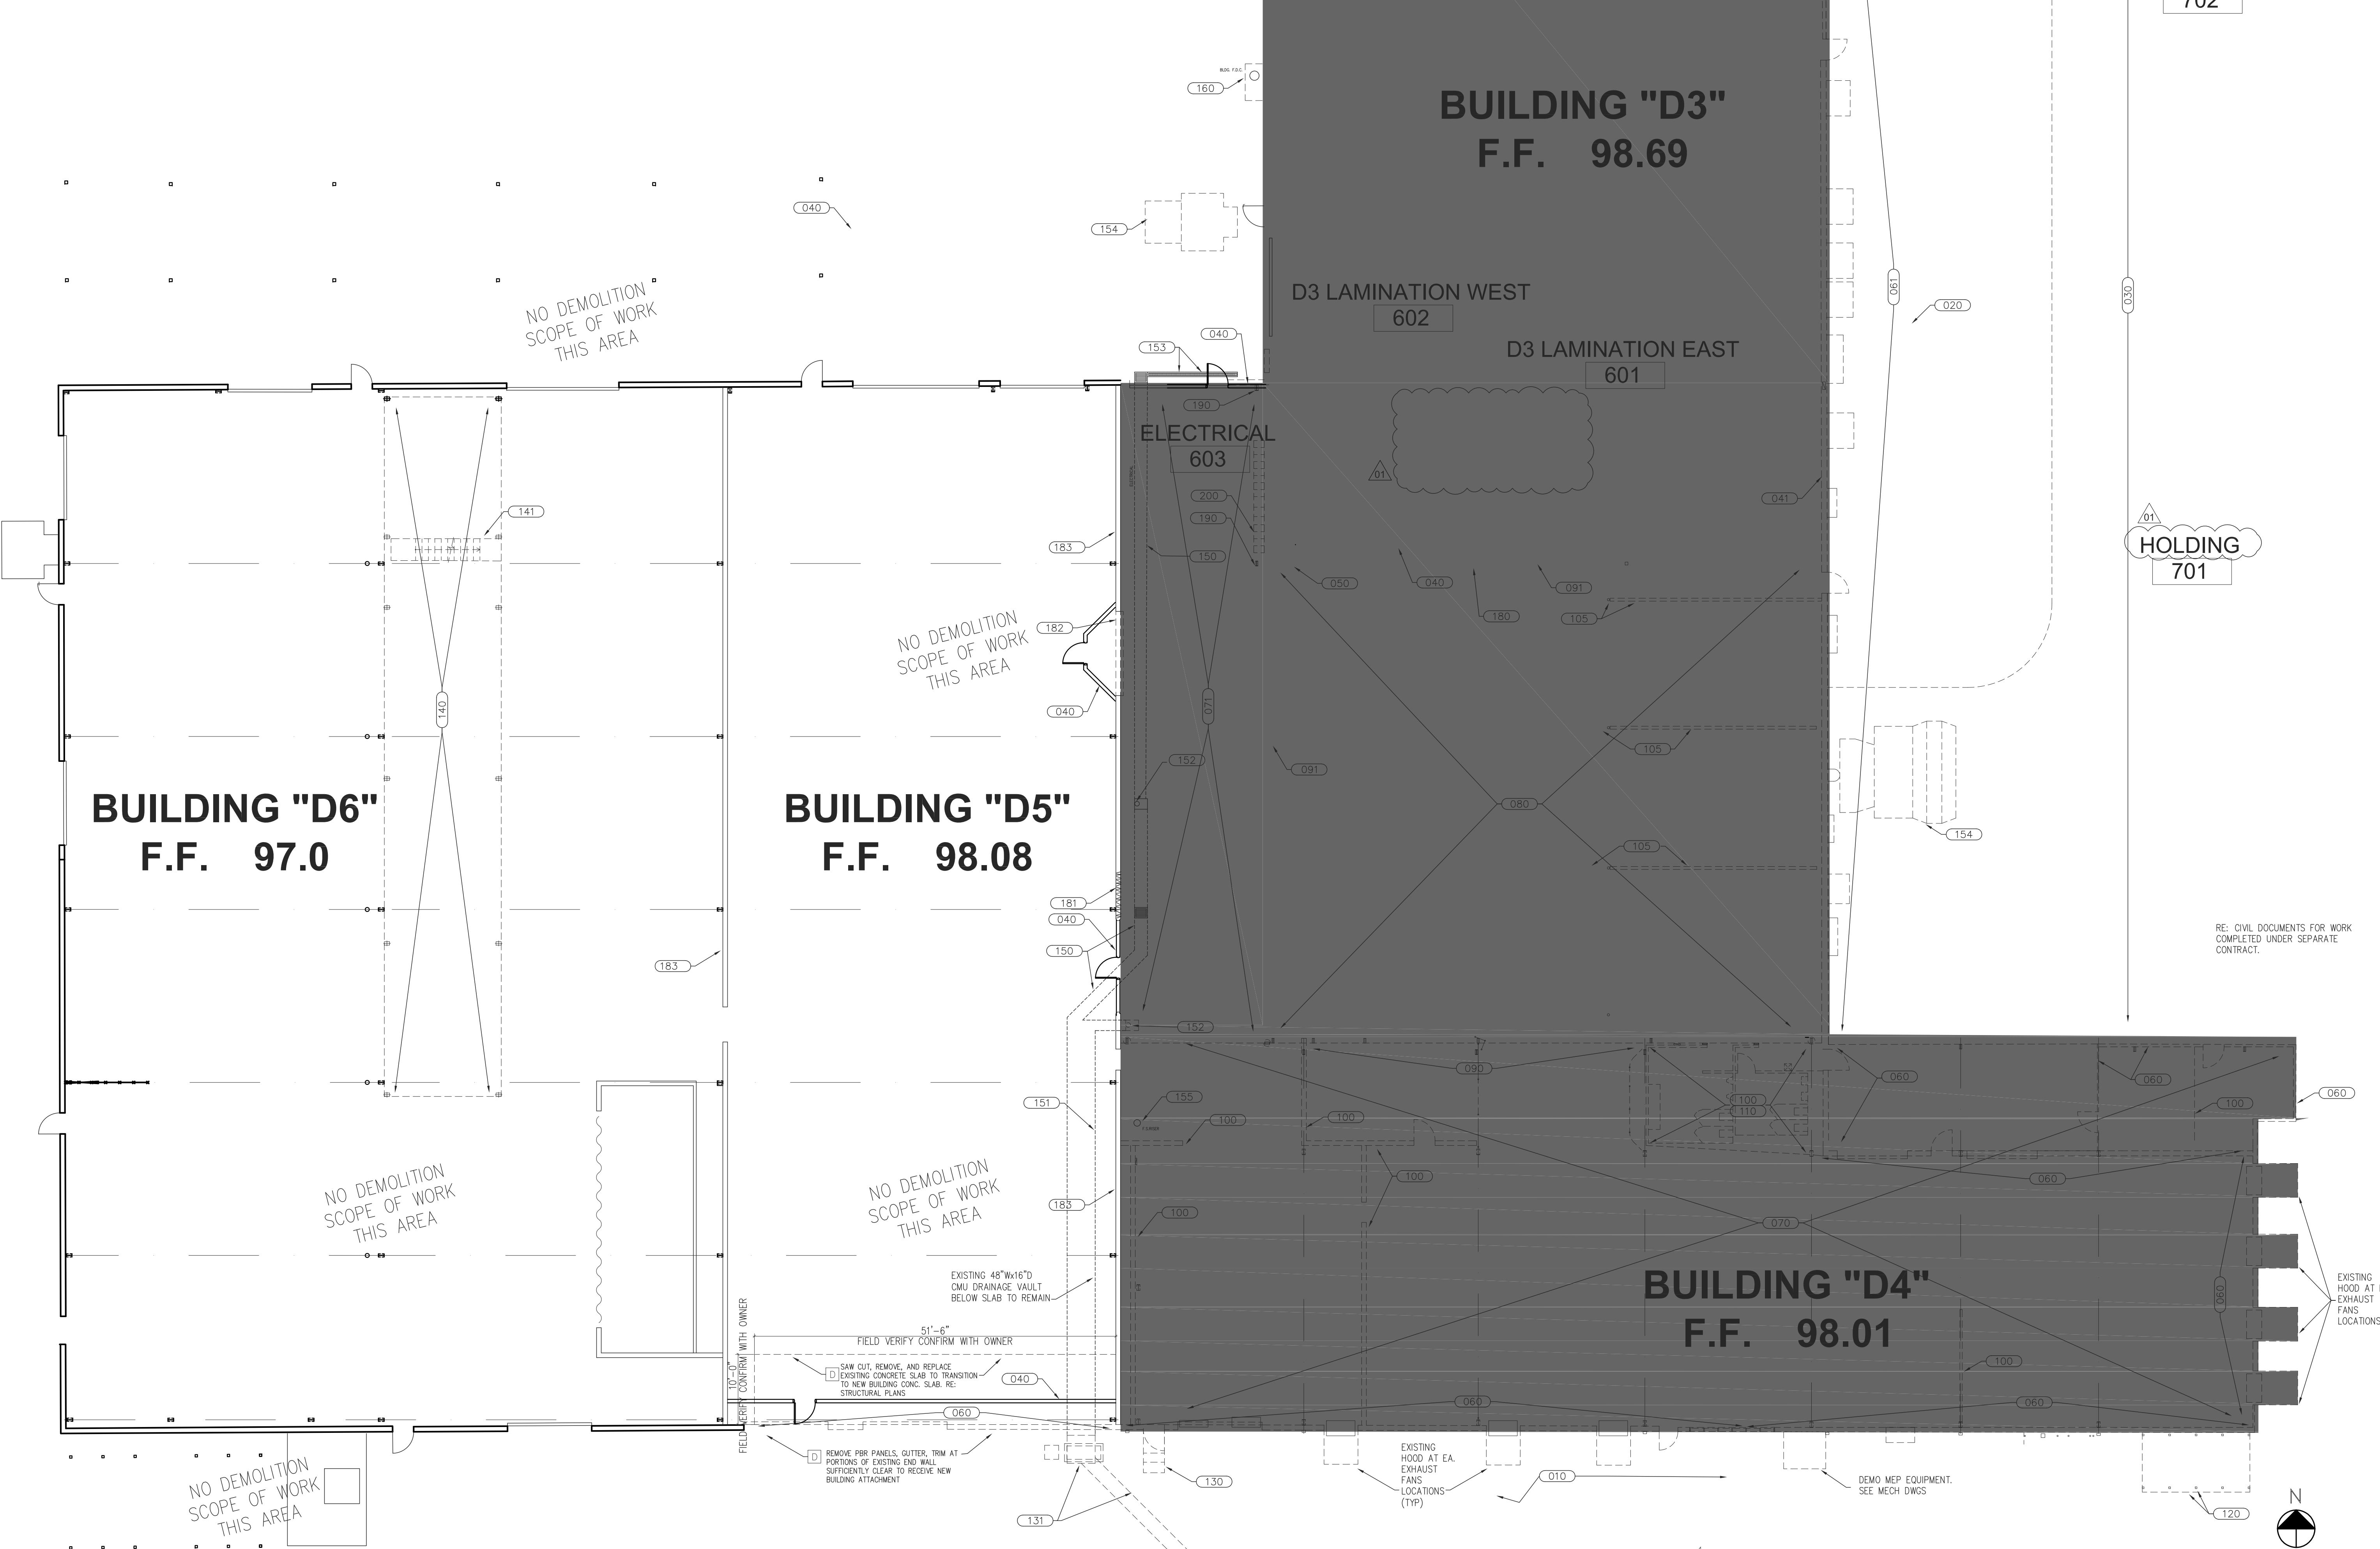 702
BLDG. F.D.C.
160
BUILDING "D3"
F.F. 98.69
040
154
061
030
020
NO DEMOLITION
SCOPE OF WORK
THIS AREA
D3 LAMINATION WEST
602
040
153
D3 LAMINATION EAST
601
190
ELECTRICAL
603
01
041
200
190
141
183
150
01
HOLDING
701
050
040
091
180
105
NO DEMOLITION
SCOPE OF WORK
THIS AREA
182
040
140
071
105
152
091
080
154
BUILDING "D6"
F.F. 97.0
BUILDING "D5"
F.F. 98.08
105
181
040
150
183
RE: CIVIL DOCUMENTS FOR WORK
COMPLETED UNDER SEPARATE
CONTRACT.
152
090
060
060
060
151
155
100
100
100
110
100
NO DEMOLITION
SCOPE OF WORK
THIS AREA
NO DEMOLITION
SCOPE OF WORK
THIS AREA
100
060
183
100
070
EXISTING 48"Wx16"D
CMU DRAINAGE VAULT
BELOW SLAB TO REMAIN
BUILDING "D4"
F.F. 98.01
060
EXISTING
HOOD AT
EXHAUST
FANS
LOCATIONS
51'-6"
FIELD VERIFY CONFIRM WITH OWNER
10'-0"
FIELD VERIFY CONFIRM WITH OWNER
D
SAW CUT, REMOVE, AND REPLACE
EXISITING CONCRETE SLAB TO TRANSITION
TO NEW BUILDING CONC. SLAB. RE:
STRUCTURAL PLANS
040
100
060
060
060
D
REMOVE PBR PANELS, GUTTER, TRIM AT
PORTIONS OF EXISTING END WALL
SUFFICIENTLY CLEAR TO RECEIVE NEW
BUILDING ATTACHMENT
EXISTING
HOOD AT EA.
EXHAUST
FANS
LOCATIONS
(TYP)
130
010
DEMO MEP EQUIPMENT.
SEE MECH DWGS
NO DEMOLITION
SCOPE OF WORK
THIS AREA
131
120
N